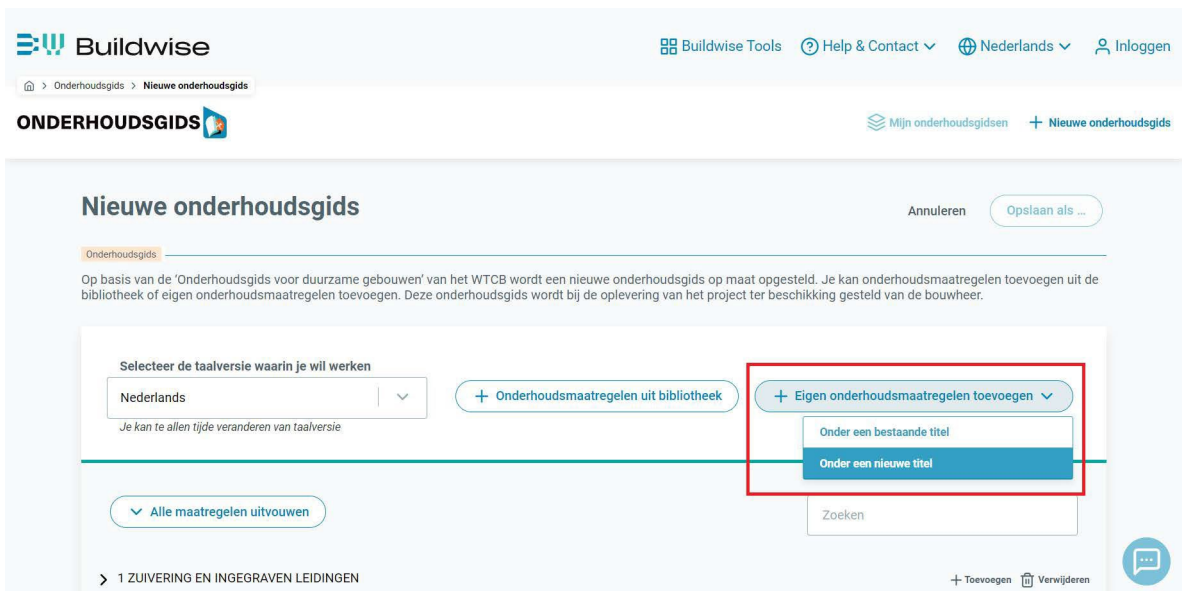 Buildwise
Buildwise Tools
Help & Contact
Nederlands
Inloggen
Onderhoudsgids > Nieuwe onderhoudsgids
ONDERHOUDSGIDS
Mijn onderhoudsgidsen
+ Nieuwe onderhoudsgids
Nieuwe onderhoudsgids
Annuleren
Opslaan als ...
Onderhoudsgids
Op basis van de ‘Onderhoudsgids voor duurzame gebouwen’ van het WTCB wordt een nieuwe onderhoudsgids op maat opgesteld. Je kan onderhoudsmaatregelen toevoegen uit de
bibliotheek of eigen onderhoudsmaatregelen toevoegen. Deze onderhoudsgids wordt bij de oplevering van het project ter beschikking gesteld van de bouwheer.
Selecteer de taalversie waarin je wil werken
Nederlands
+ Onderhoudsmaatregelen uit bibliotheek
+ Eigen onderhoudsmaatregelen toevoegen
Je kan te allen tijde veranderen van taalversie
Onder een bestaande titel
Onder een nieuwe titel
Alle maatregelen uitvouwen
Zoeken
1 ZUIVERING EN INGEGRAVEN LEIDINGEN
+ Toevoegen
Verwijderen